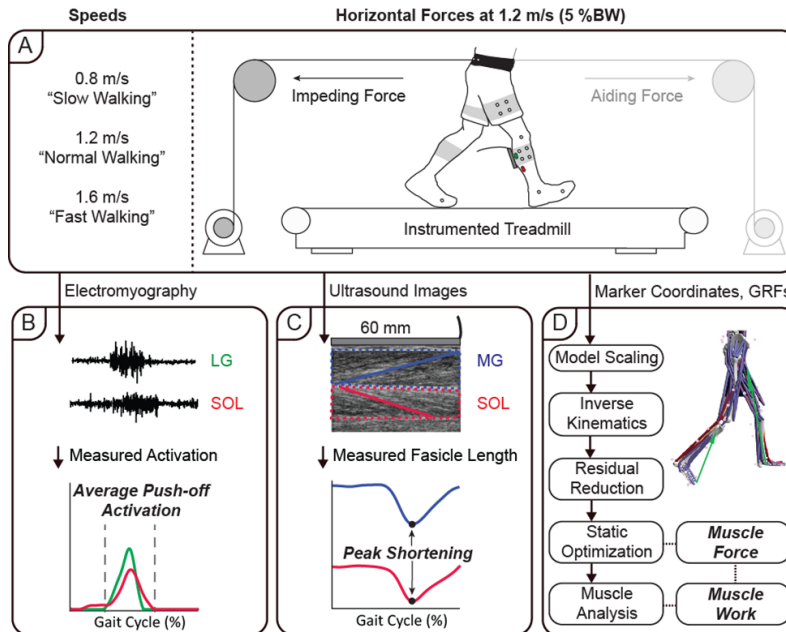 Speeds
Horizontal Forces at 1.2 m/s (5 %BW)
A
0.8 m/s
“Slow Walking”
1.2 m/s
“Normal Walking”
1.6 m/s
“Fast Walking”
Impeding Force
Aiding Force
Instrumented Treadmill
Electromyography
Ultrasound Images
Marker Coordinates, GRFs
B
LG
SOL
Measured Activation
Average Push-off
Activation
Gait Cycle (%)
C
60 mm
MG
SOL
Measured Fasicle Length
Peak Shortening
Gait Cycle (%)
D
Model Scaling
Inverse
Kinematics
Residual
Reduction
Static
Optimization
Muscle
Force
Muscle
Analysis
Muscle
Work